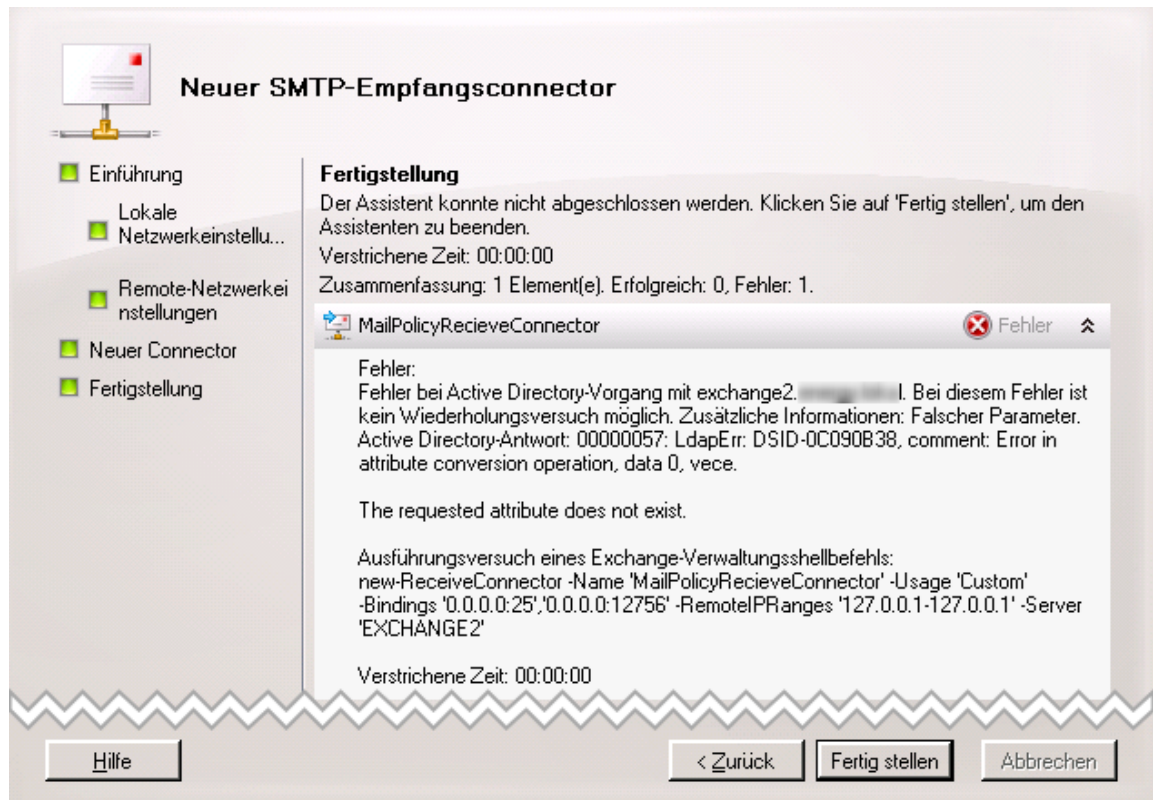 Neuer SMTP-Empfangsconnector
Einführung
Lokale
Netzwerkeinstellu...
Remote-Netzwerkei
nstellungen
Neuer Connector
Fertigstellung
Fertigstellung
Der Assistent konnte nicht abgeschlossen werden. Klicken Sie auf 'Fertig stellen', um den
Assistenten zu beenden.
Verstrichene Zeit: 00:00:00
Zusammenfassung: 1 Element(e). Erfolgreich: 0, Fehler: 1.
MailPolicyRecieveConnector
Fehler
Fehler:
Fehler bei Active Directory-Vorgang mit exchange2. l. Bei diesem Fehler ist
kein Wiederholungsversuch möglich. Zusätzliche Informationen: Falscher Parameter.
Active Directory-Antwort: 00000057: LdapErr: DSID-0C090B38, comment: Error in
attribute conversion operation, data 0, vece.
The requested attribute does not exist.
Ausführungsversuch eines Exchange-Verwaltungsshellbefehls:
new-ReceiveConnector -Name 'MailPolicyRecieveConnector' -Usage 'Custom'
-Bindings '0.0.0.0:25','0.0.0.0:12756' -RemoteIPRanges '127.0.0.1-127.0.0.1' -Server
'EXCHANGE2'
Verstrichene Zeit: 00:00:00
Hilfe
< Zurück
Fertig stellen
Abbrechen